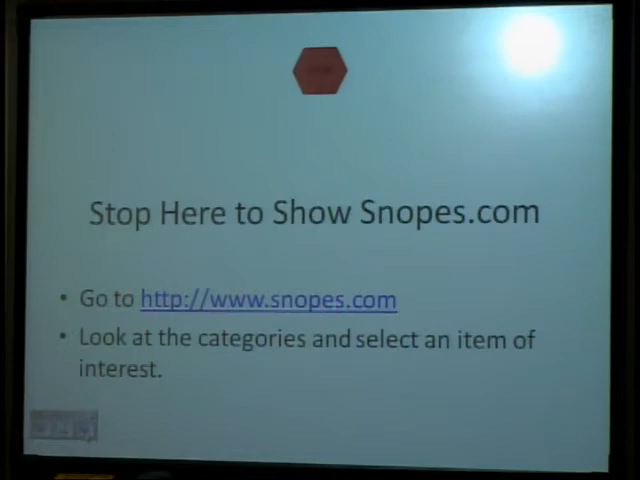 Stop Here to Show Snopes.com
• Go to http://www.snopes.com
• Look at the categories and select an item of
interest.